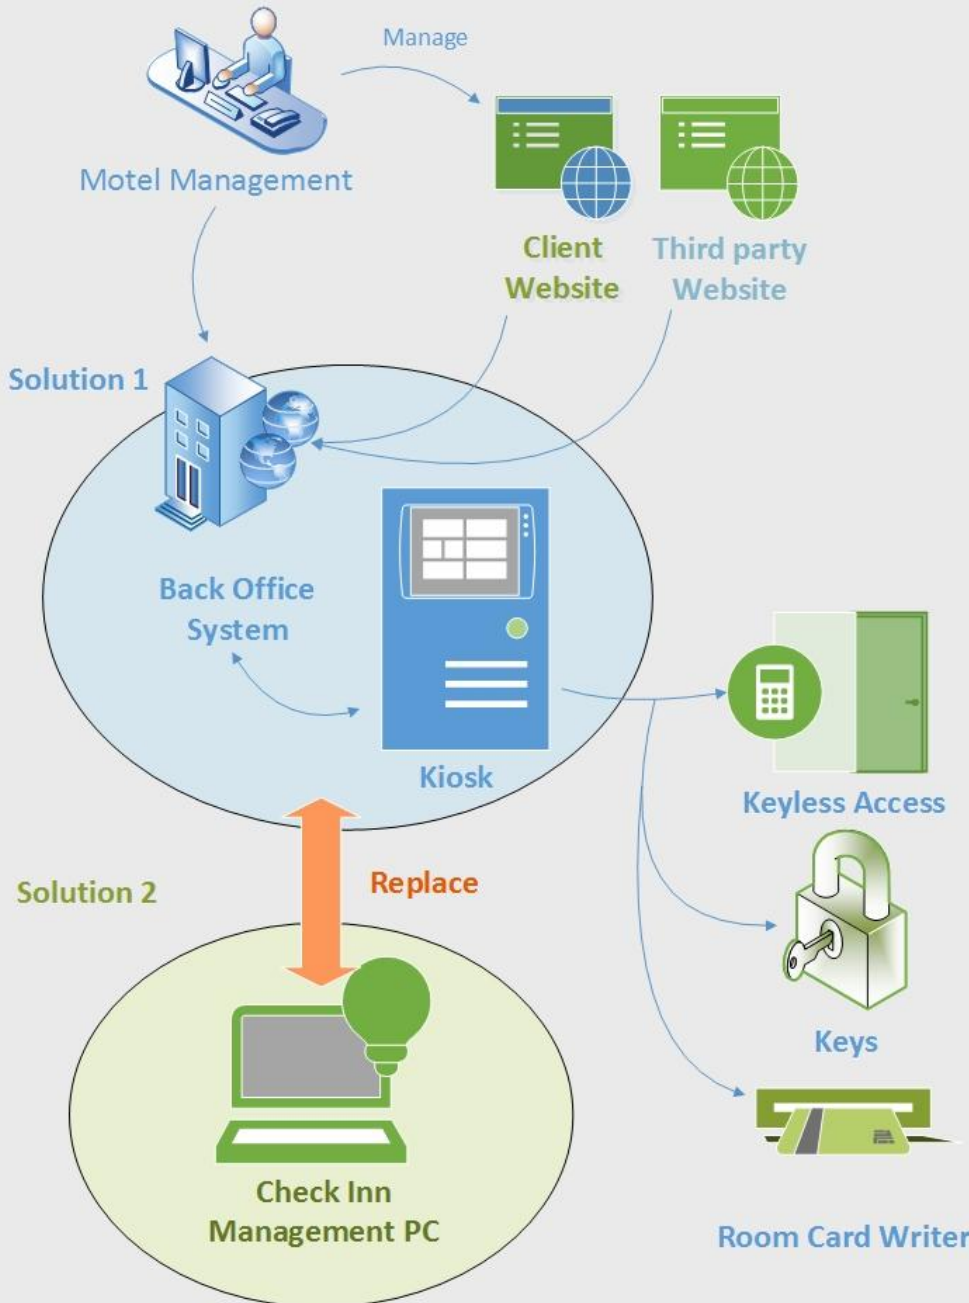 Manage
Motel Management
Client
Website
Third party
Website
Solution 1
Back Office
System
Kiosk
Keyless Access
Solution 2
Replace
Keys
Check Inn
Management PC
Room Card Writer